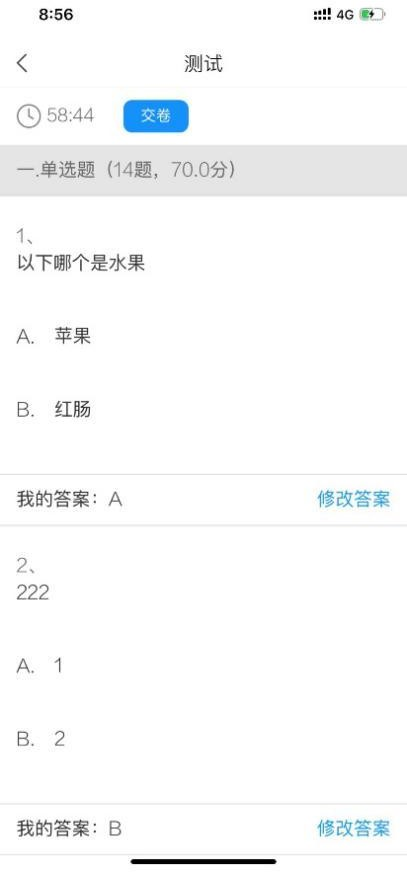 8:56
4G
测试
58:44
交卷
一.单选题（14题，70.0分）
1、
以下哪个是水果
A. 苹果
B. 红肠
我的答案：A
修改答案
2、
222
A. 1
B. 2
我的答案：B
修改答案